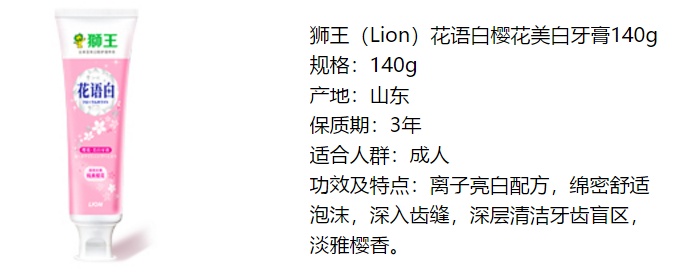 狮王
花语白
LION
狮王（Lion）花语白樱花美白牙膏140g
规格：140g
产地：山东
保质期：3年
适合人群：成人
功效及特点：离子亮白配方，绵密舒适
泡沫，深入齿缝，深层清洁牙齿盲区，
淡雅樱香。